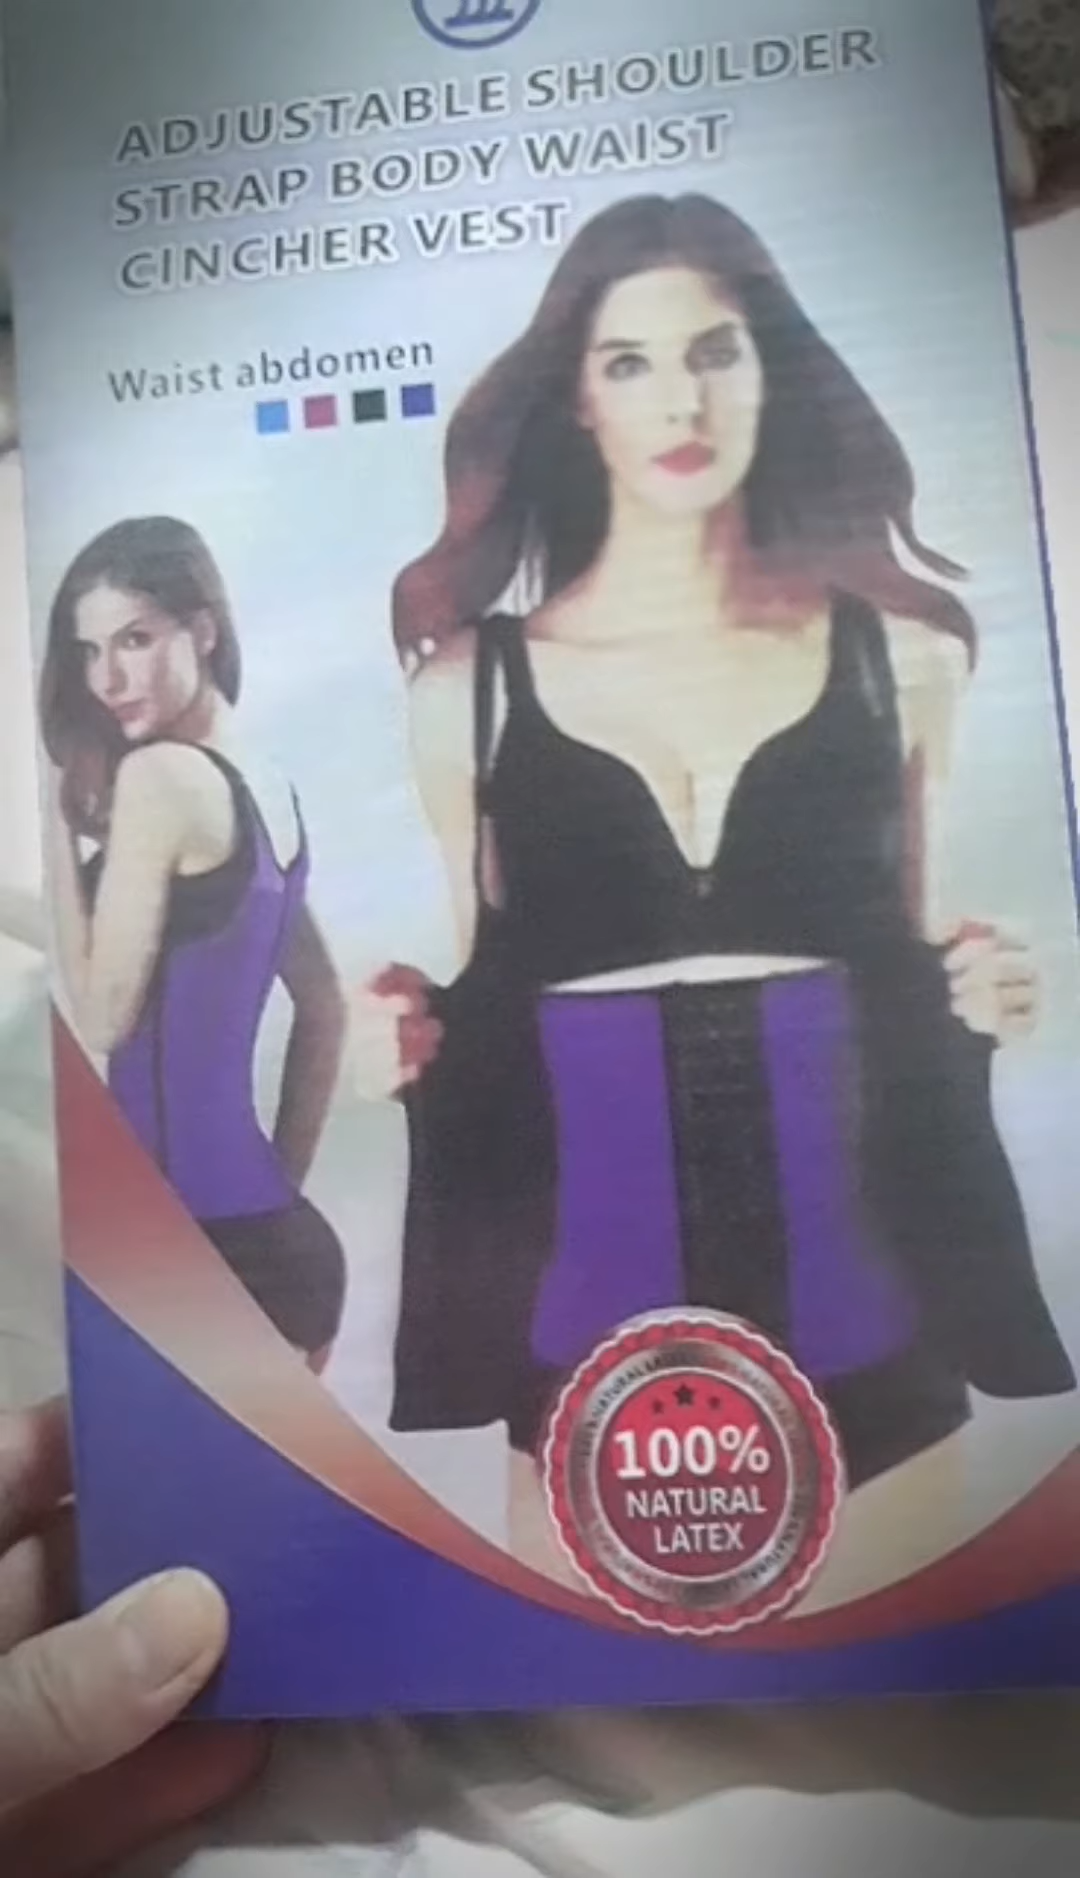 ADJUSTABLE SHOULDER
STRAP BODY WAIST
CINCHER VEST
Waist abdomen
100%
NATURAL
LATEX